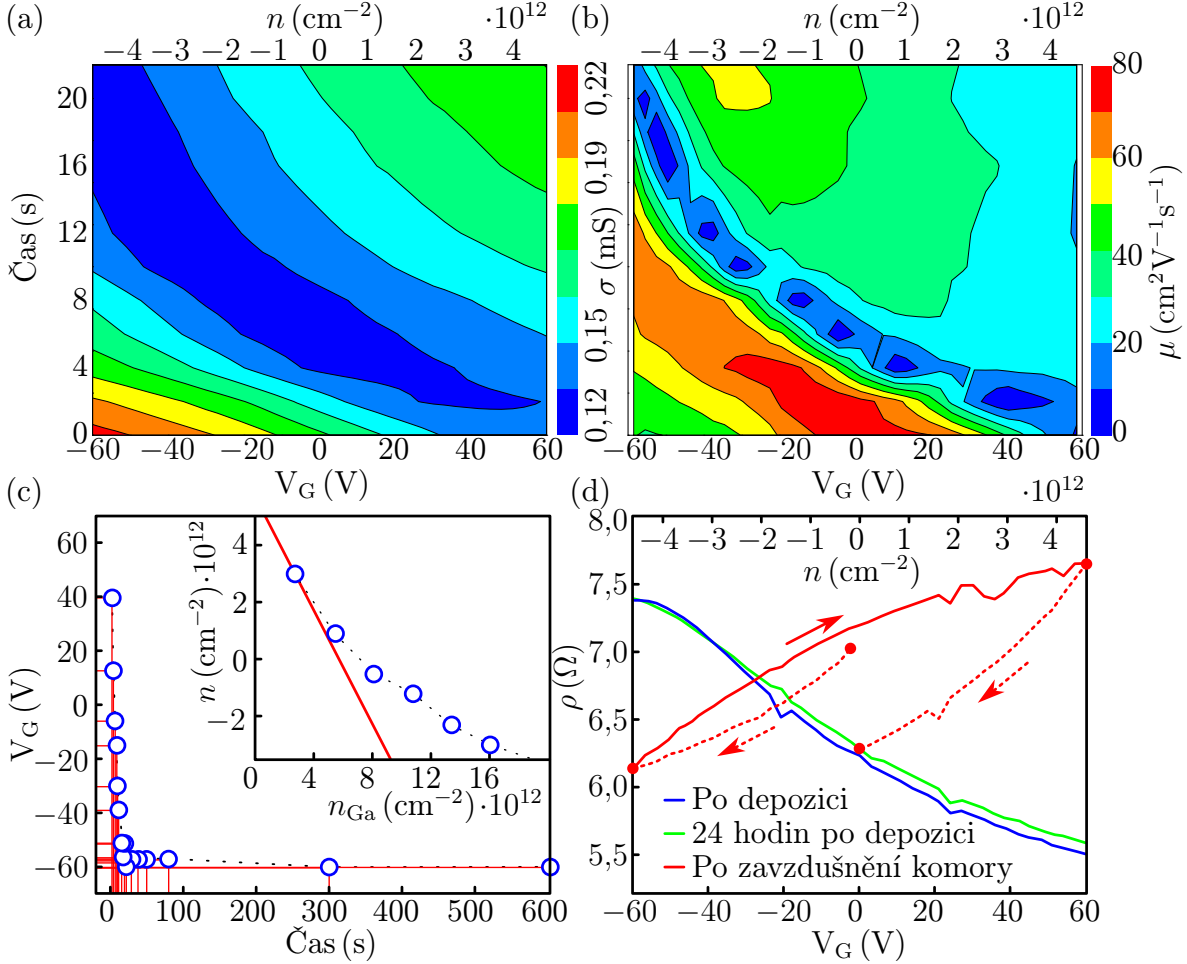 (a)
n (cm⁻²)
·10¹²
−4 −3 −2 −1 0 1 2 3 4
20
16
12
8
4
0
Čas (s)
−60 −40 −20 0 20 40 60
V_G (V)
0,22
0,19
0,15
0,12
σ (mS)
(b)
n (cm⁻²)
·10¹²
−4 −3 −2 −1 0 1 2 3 4
−60 −40 −20 0 20 40 60
V_G (V)
80
60
40
20
0
μ (cm²V⁻¹s⁻¹)
(c)
60
40
20
0
−20
−40
−60
V_G (V)
0 100 200 300 400 500 600
Čas (s)
4
2
0
−2
n (cm⁻²)·10¹²
0 4 8 12 16
n_Ga (cm⁻²)·10¹²
(d)
·10¹²
−4 −3 −2 −1 0 1 2 3 4
n (cm⁻²)
8,0
7,5
7,0
6,5
6,0
5,5
ρ (Ω)
Po depozici
24 hodin po depozici
Po zavzdušnění komory
−60 −40 −20 0 20 40 60
V_G (V)